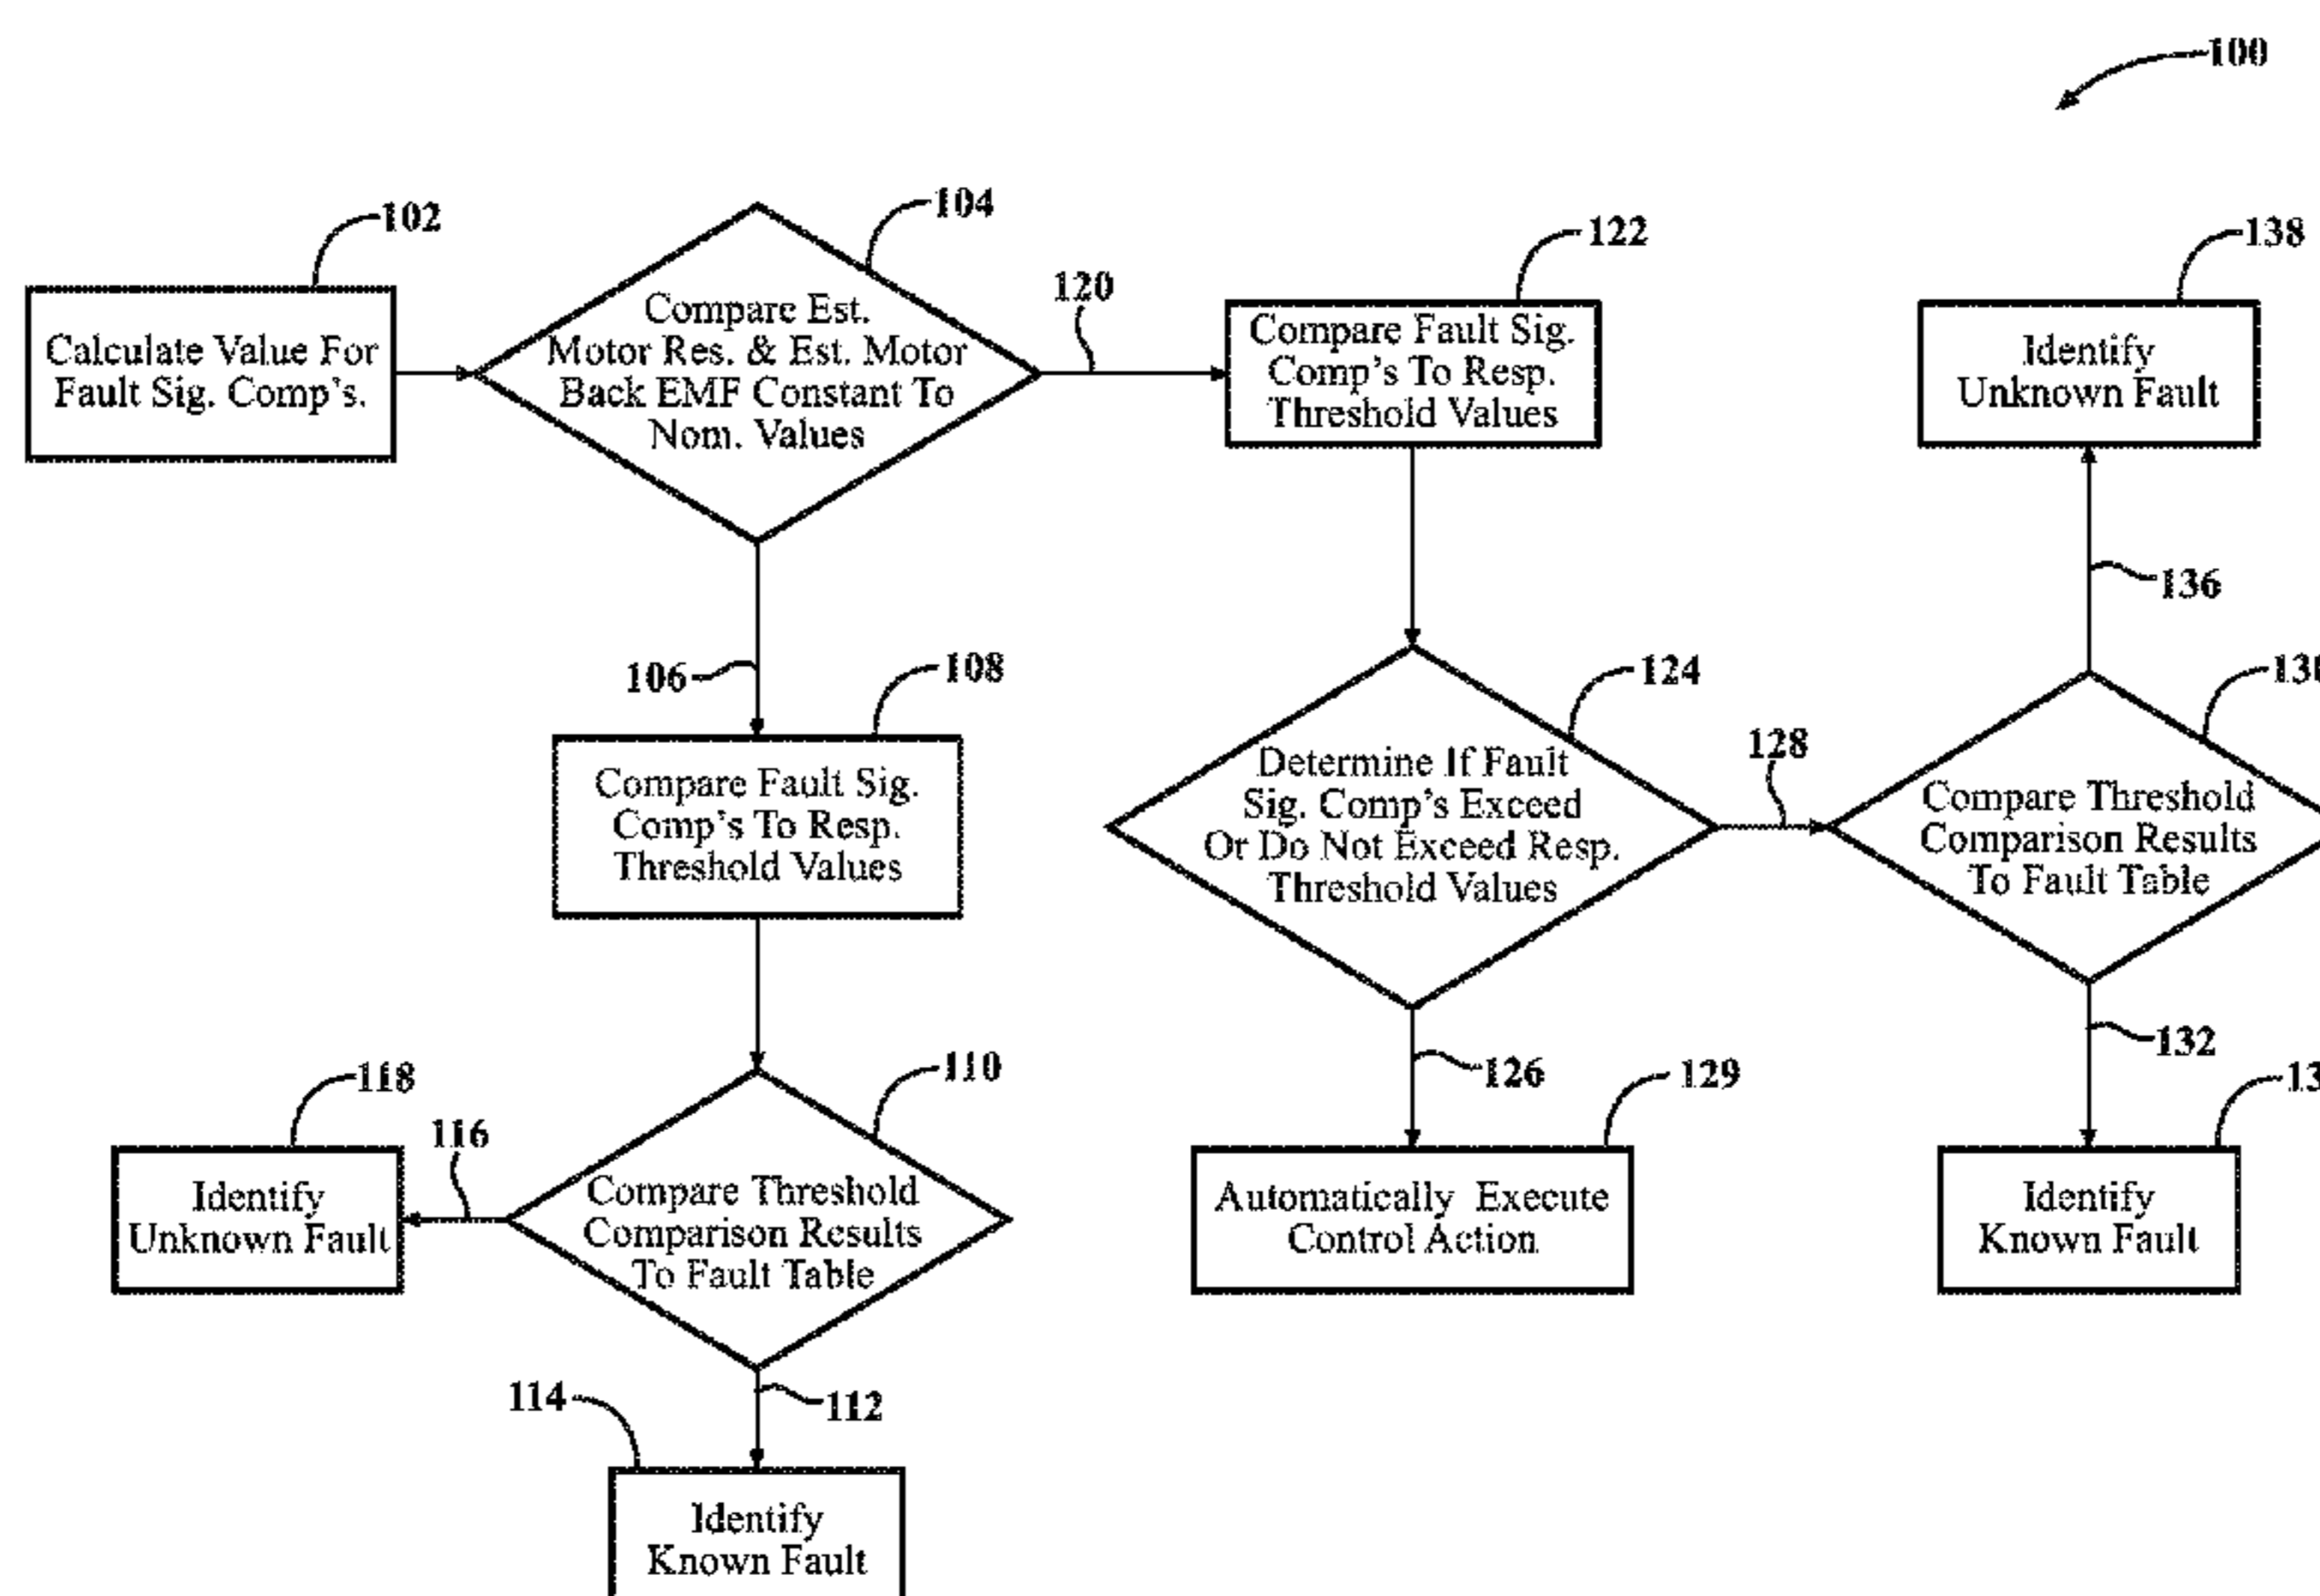 100
102
Calculate Value For
Fault Sig. Comp's.
104
Compare Est.
Motor Res. & Est. Motor
Back EMF Constant To
Nom. Values
120
122
Compare Fault Sig.
Comp's To Resp.
Threshold Values
138
Identify
Unknown Fault
136
106
108
Compare Fault Sig.
Comp's To Resp.
Threshold Values
124
Determine If Fault
Sig. Comp's Exceed
Or Do Not Exceed Resp.
Threshold Values
128
Compare Threshold
Comparison Results
To Fault Table
132
126
129
Automatically Execute
Control Action
Identify
Known Fault
110
Compare Threshold
Comparison Results
To Fault Table
116
118
Identify
Unknown Fault
112
114
Identify
Known Fault